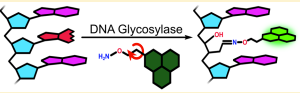 DNA Glycosylase
OH
H₂N
O
N
O